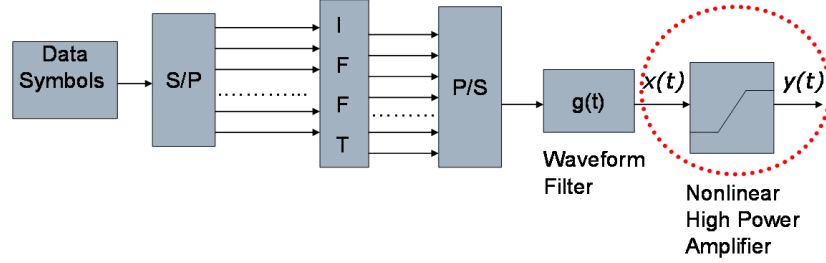 Data
Symbols
S/P
I
F
F
T
P/S
g(t)
x(t)
y(t)
Waveform
Filter
Nonlinear
High Power
Amplifier